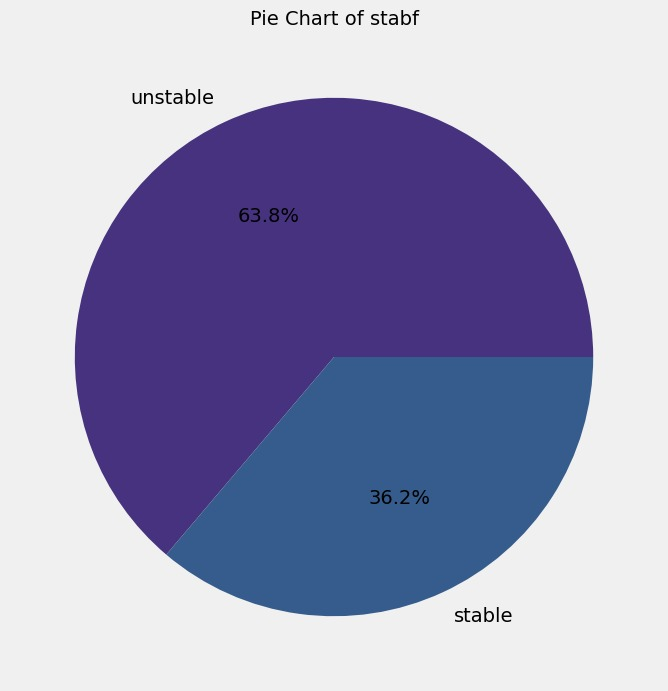 Pie Chart of stabf
unstable
63.8%
36.2%
stable